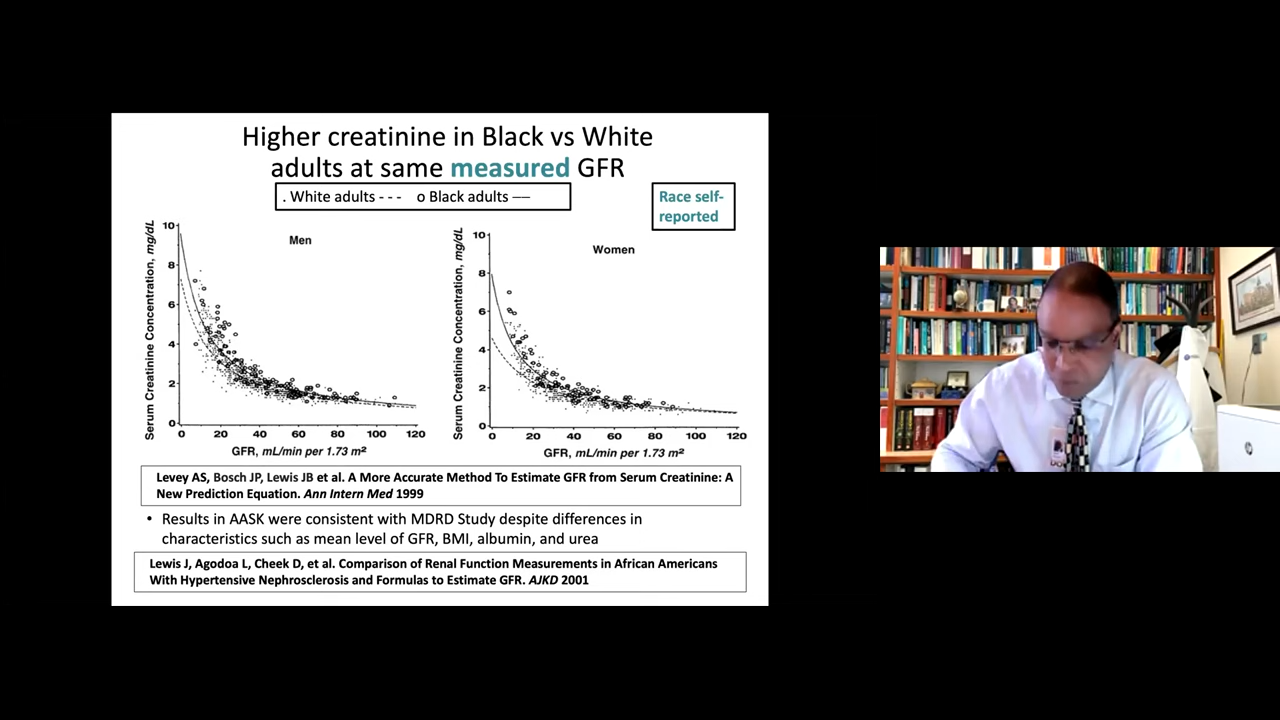 Higher creatinine in Black vs White
adults at same measured GFR
. White adults - - - o Black adults —
Race self-
reported
Serum Creatinine Concentration, mg/dL
10
8
6
4
2
0
Men
0 20 40 60 80 100 120
GFR, mL/min per 1.73 m²
Serum Creatinine Concentration, mg/dL
10
8
6
4
2
0
Women
0 20 40 60 80 100 120
GFR, mL/min per 1.73 m²
Levey AS, Bosch JP, Lewis JB et al. A More Accurate Method To Estimate GFR from Serum Creatinine: A
New Prediction Equation. Ann Intern Med 1999
• Results in AASK were consistent with MDRD Study despite differences in
characteristics such as mean level of GFR, BMI, albumin, and urea
Lewis J, Agodoa L, Cheek D, et al. Comparison of Renal Function Measurements in African Americans
With Hypertensive Nephrosclerosis and Formulas to Estimate GFR. AJKD 2001
hp